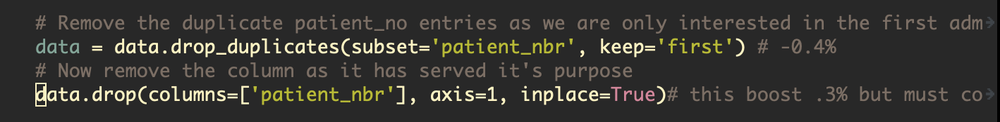 # Remove the duplicate patient_no entries as we are only interested in the first adm
data = data.drop_duplicates(subset='patient_nbr', keep='first') # -0.4%
# Now remove the column as it has served it's purpose
data.drop(columns=['patient_nbr'], axis=1, inplace=True)# this boost .3% but must co